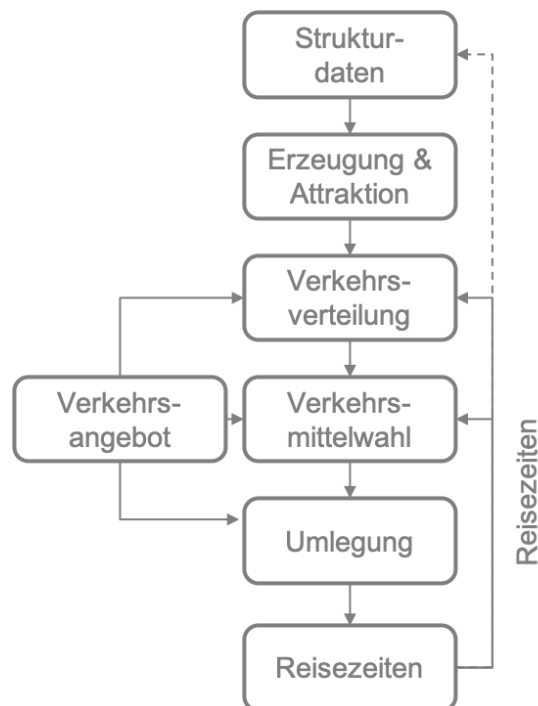 Struktur-
daten
Erzeugung &
Attraktion
Verkehrs-
verteilung
Verkehrs-
angebot
Verkehrs-
mittelwahl
Umlegung
Reisezeiten
Reisezeiten